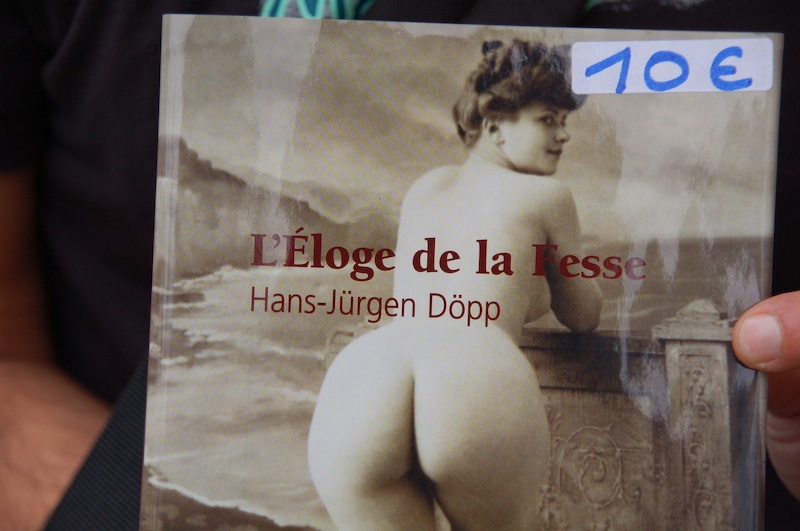 10 €
L'Éloge de la Fesse
Hans-Jürgen Döpp